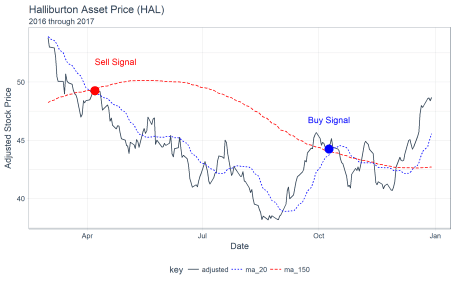 Halliburton Asset Price (HAL)
2016 through 2017
Sell Signal
Buy Signal
Adjusted Stock Price
50
45
40
Apr Jul Oct Jan
Date
key adjusted ma_20 ma_150